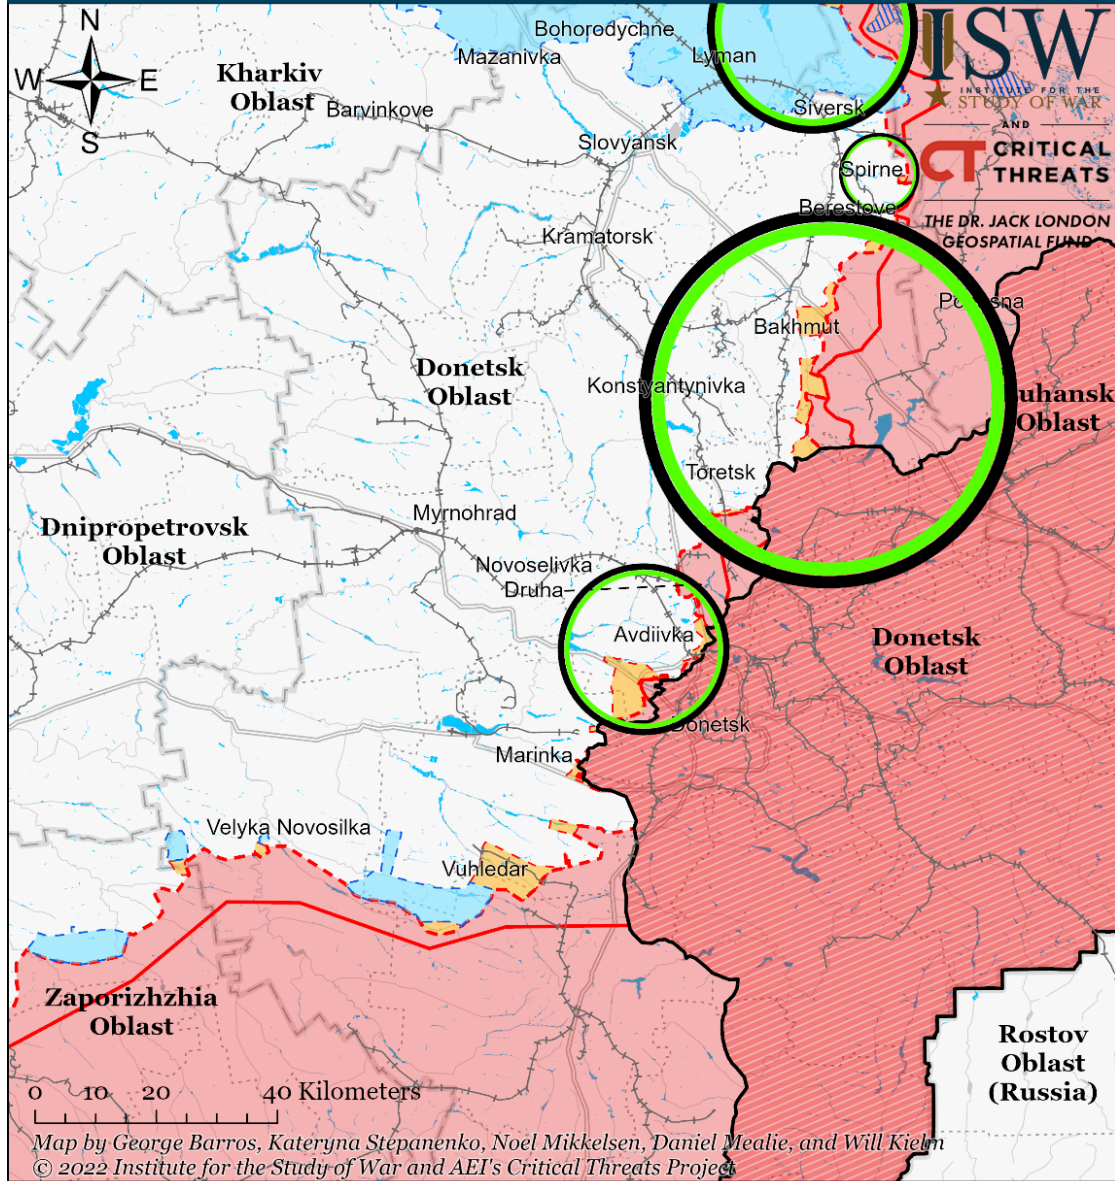 N
W
E
S
Kharkiv
Oblast
Mazanivka
Bohorodychne
Lyman
ISW
INSTITUTE FOR THE
STUDY OF WAR
AND
CT CRITICAL
THREATS
THE DR. JACK LONDON
GEOSPATIAL FUND
Barvinkove
Siversk
Slovyansk
Spirne
Berestove
Kramatorsk
Bakhmut
Donetsk
Oblast
Konstyantynivka
Oblast
Toretsk
Myrnohrad
Dnipropetrovsk
Oblast
Novoselivka
Druha
Avdiivka
Donetsk
Oblast
Donetsk
Marinka
Velyka Novosilka
Vuhledar
Zaporizhzhia
Oblast
Rostov
Oblast
(Russia)
0 10 20 40 Kilometers
Map by George Barros, Kateryna Stepanenko, Noel Mikkelsen, Daniel Mealie, and Will Kielm
© 2022 Institute for the Study of War and AEI's Critical Threats Project